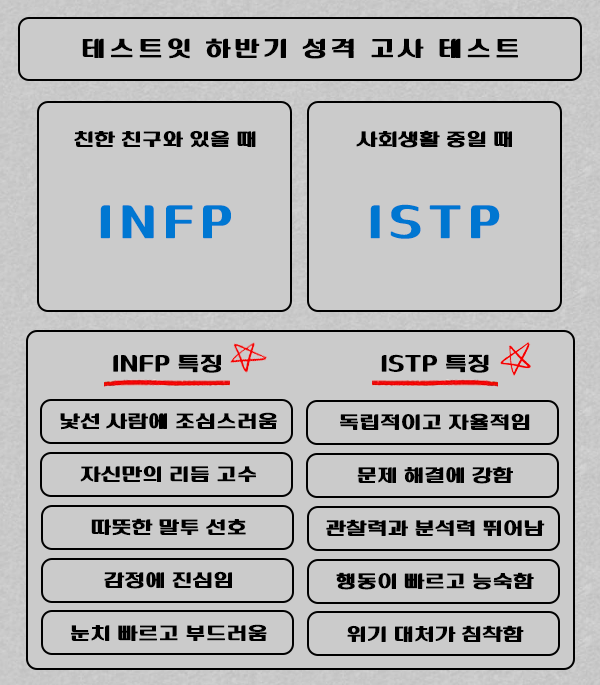 테스트잇 하반기 성격 고사 테스트
친한 친구와 있을 때
INFP
사회생활 중일 때
ISTP
INFP 특징
낯선 사람에 조심스러움
자신만의 리듬 고수
따뜻한 말투 선호
감정에 진심임
눈치 빠르고 부드러움
ISTP 특징
독립적이고 자율적임
문제 해결에 강함
관찰력과 분석력 뛰어남
행동이 빠르고 능숙함
위기 대처가 침착함